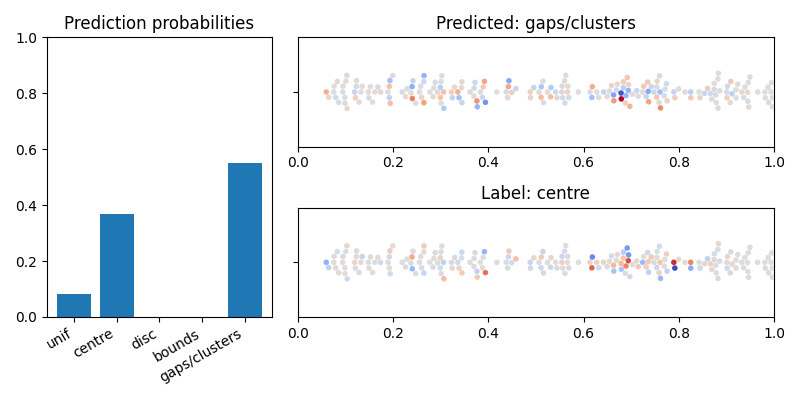 Prediction probabilities
1.0
0.8
0.6
0.4
0.2
0.0
unif
centre
disc
bounds
gaps/clusters
Predicted: gaps/clusters
0.0 0.2 0.4 0.6 0.8 1.0
Label: centre
0.0 0.2 0.4 0.6 0.8 1.0